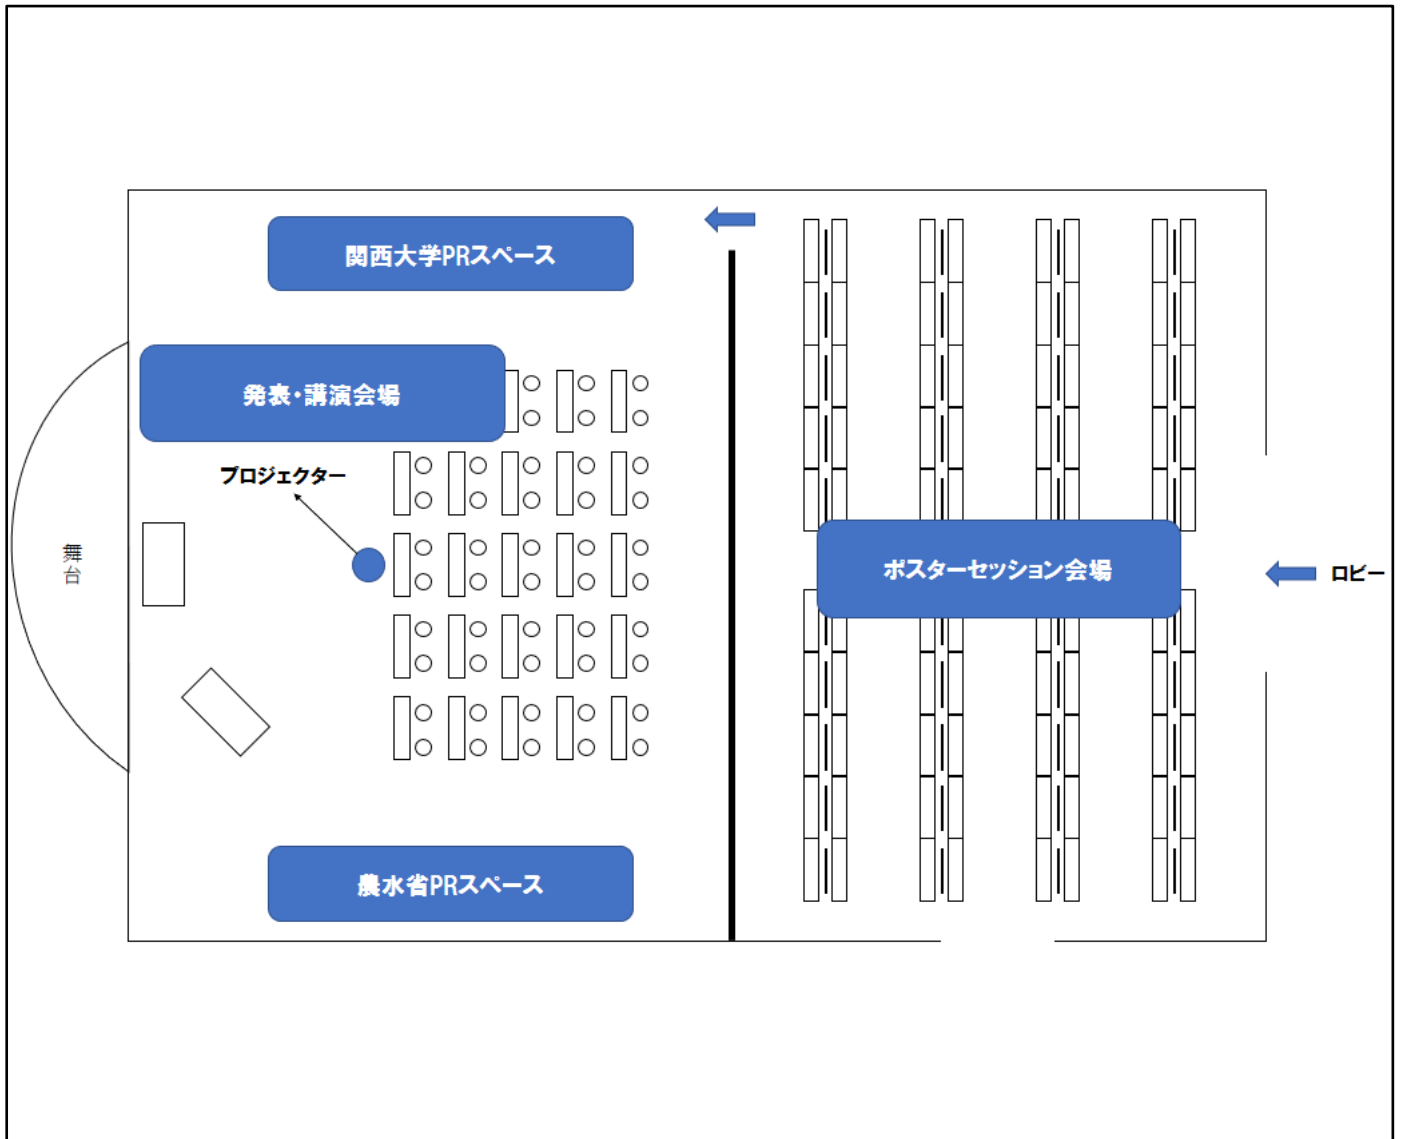 関西大学PRスペース
発表・講演会場
プロジェクター
舞台
ポスターセッション会場
ロビー
農水省PRスペース